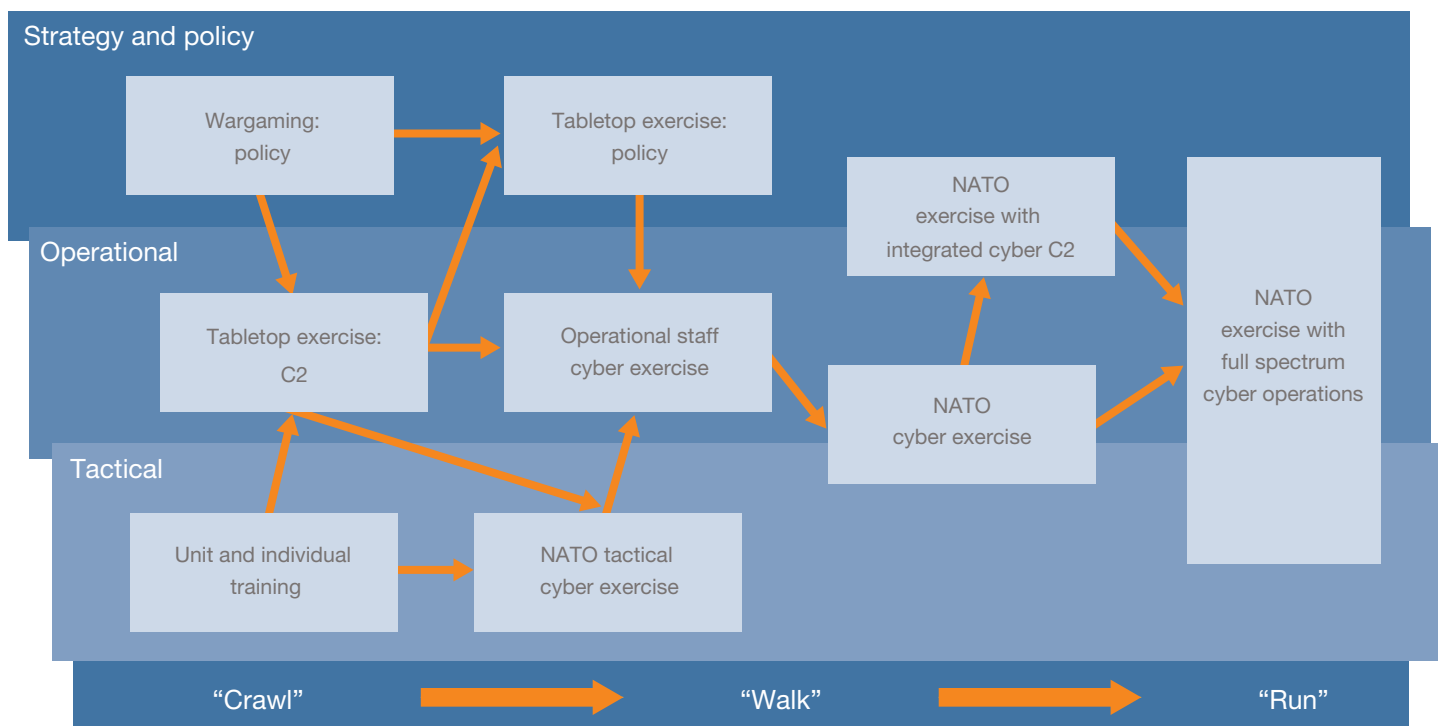 Strategy and policy
Wargaming:
policy
Tabletop exercise:
policy
NATO
exercise with
integrated cyber C2
Operational
Tabletop exercise:
C2
Operational staff
cyber exercise
NATO
cyber exercise
NATO
exercise with
full spectrum
cyber operations
Tactical
Unit and individual
training
NATO tactical
cyber exercise
“Crawl”
“Walk”
“Run”